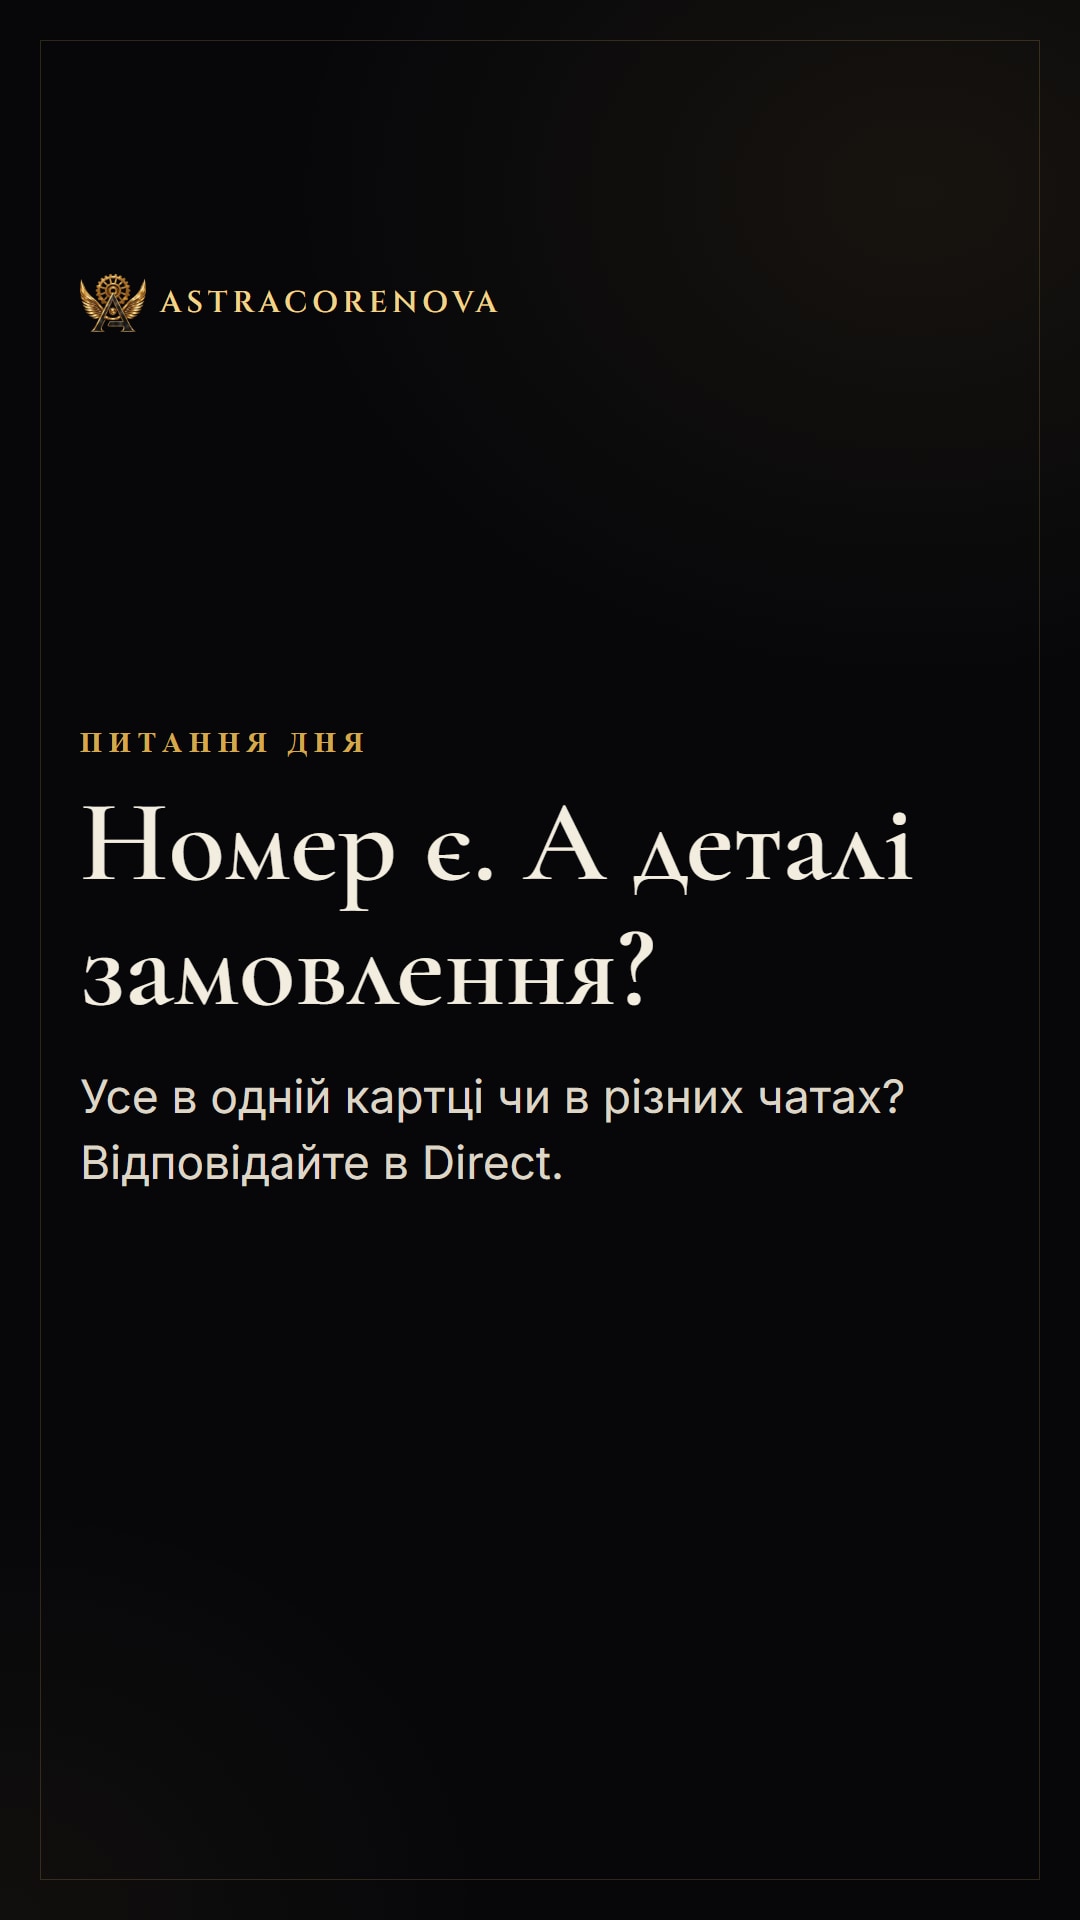 ASTRACORENOVA
ПИТАННЯ ДНЯ
Номер є. А деталі
замовлення?
Усе в одній картці чи в різних чатах?
Відповідайте в Direct.